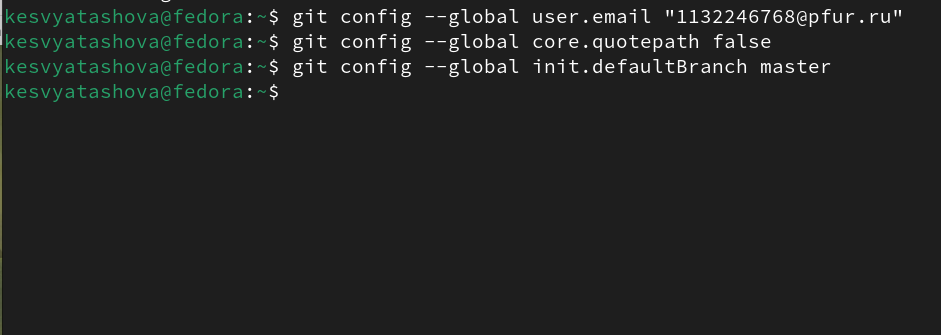 kesvyatashova@fedora:~$ git config --global user.email "1132246768@pfur.ru"
kesvyatashova@fedora:~$ git config --global core.quotepath false
kesvyatashova@fedora:~$ git config --global init.defaultBranch master
kesvyatashova@fedora:~$